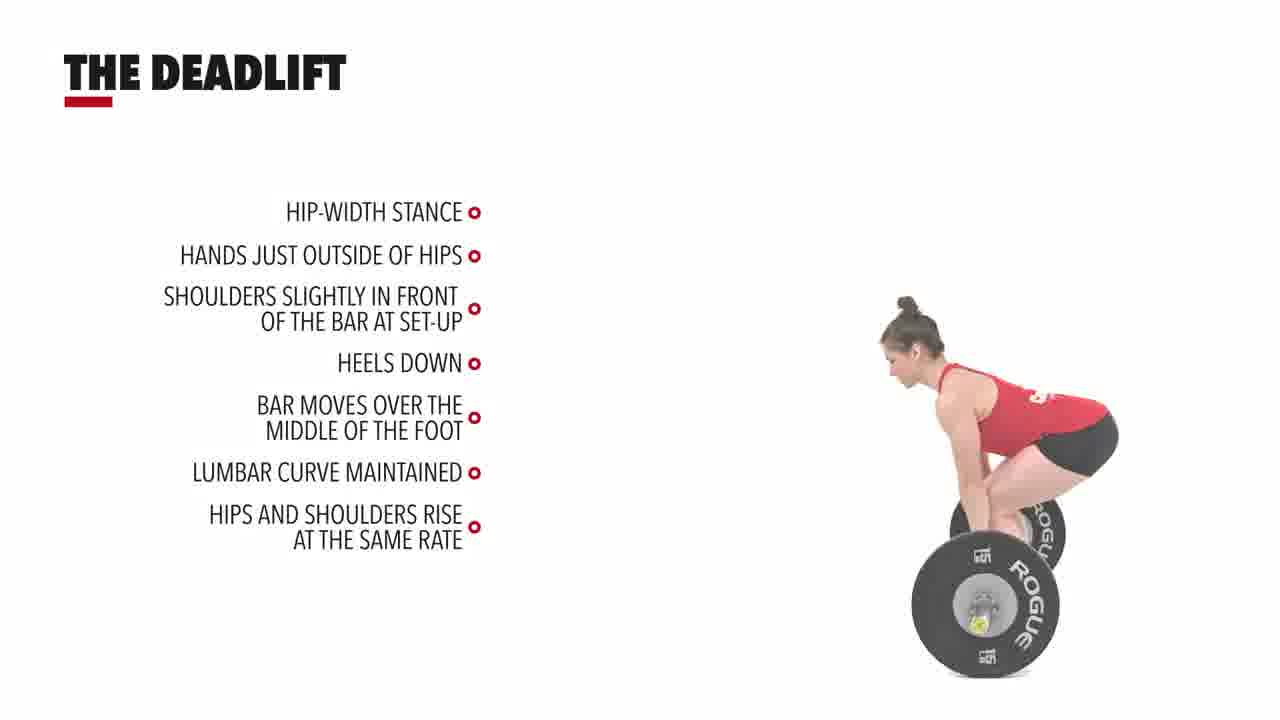 THE DEADLIFT
HIP-WIDTH STANCE
HANDS JUST OUTSIDE OF HIPS
SHOULDERS SLIGHTLY IN FRONT
OF THE BAR AT SET-UP
HEELS DOWN
BAR MOVES OVER THE
MIDDLE OF THE FOOT
LUMBAR CURVE MAINTAINED
HIPS AND SHOULDERS RISE
AT THE SAME RATE
ROGUE
15
ROGUE
15